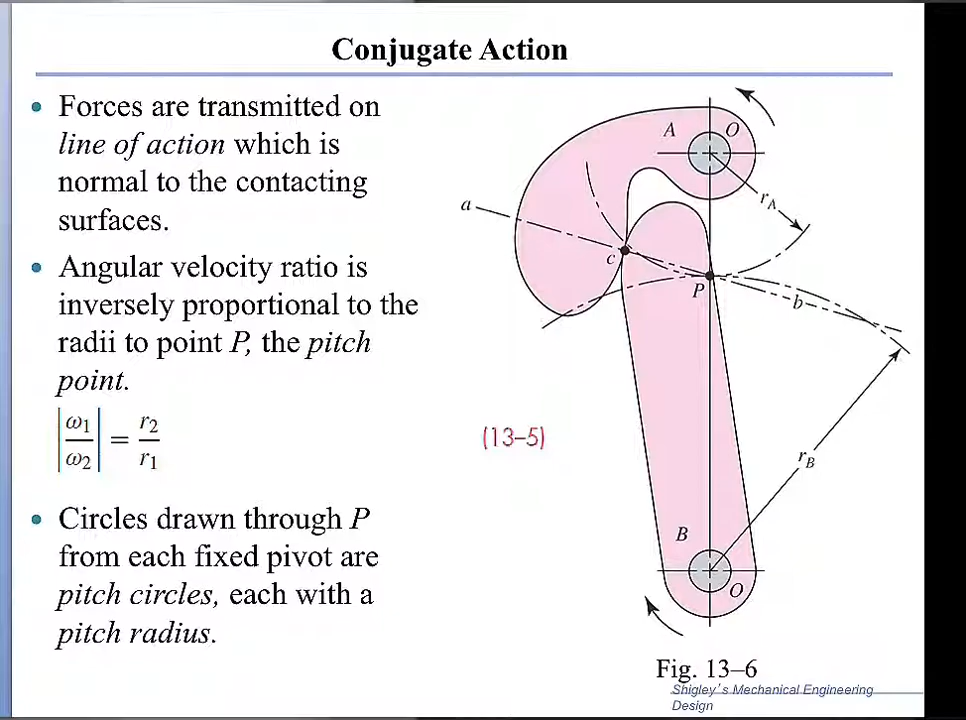 Conjugate Action
• Forces are transmitted on
line of action which is
normal to the contacting
surfaces.
• Angular velocity ratio is
inversely proportional to the
radii to point P, the pitch
point.
|ω1/ω2| = r2/r1
(13–5)
• Circles drawn through P
from each fixed pivot are
pitch circles, each with a
pitch radius.
A
O
rA
a
c
P
b
rB
B
O
Fig. 13–6
Shigley's Mechanical Engineering
Design